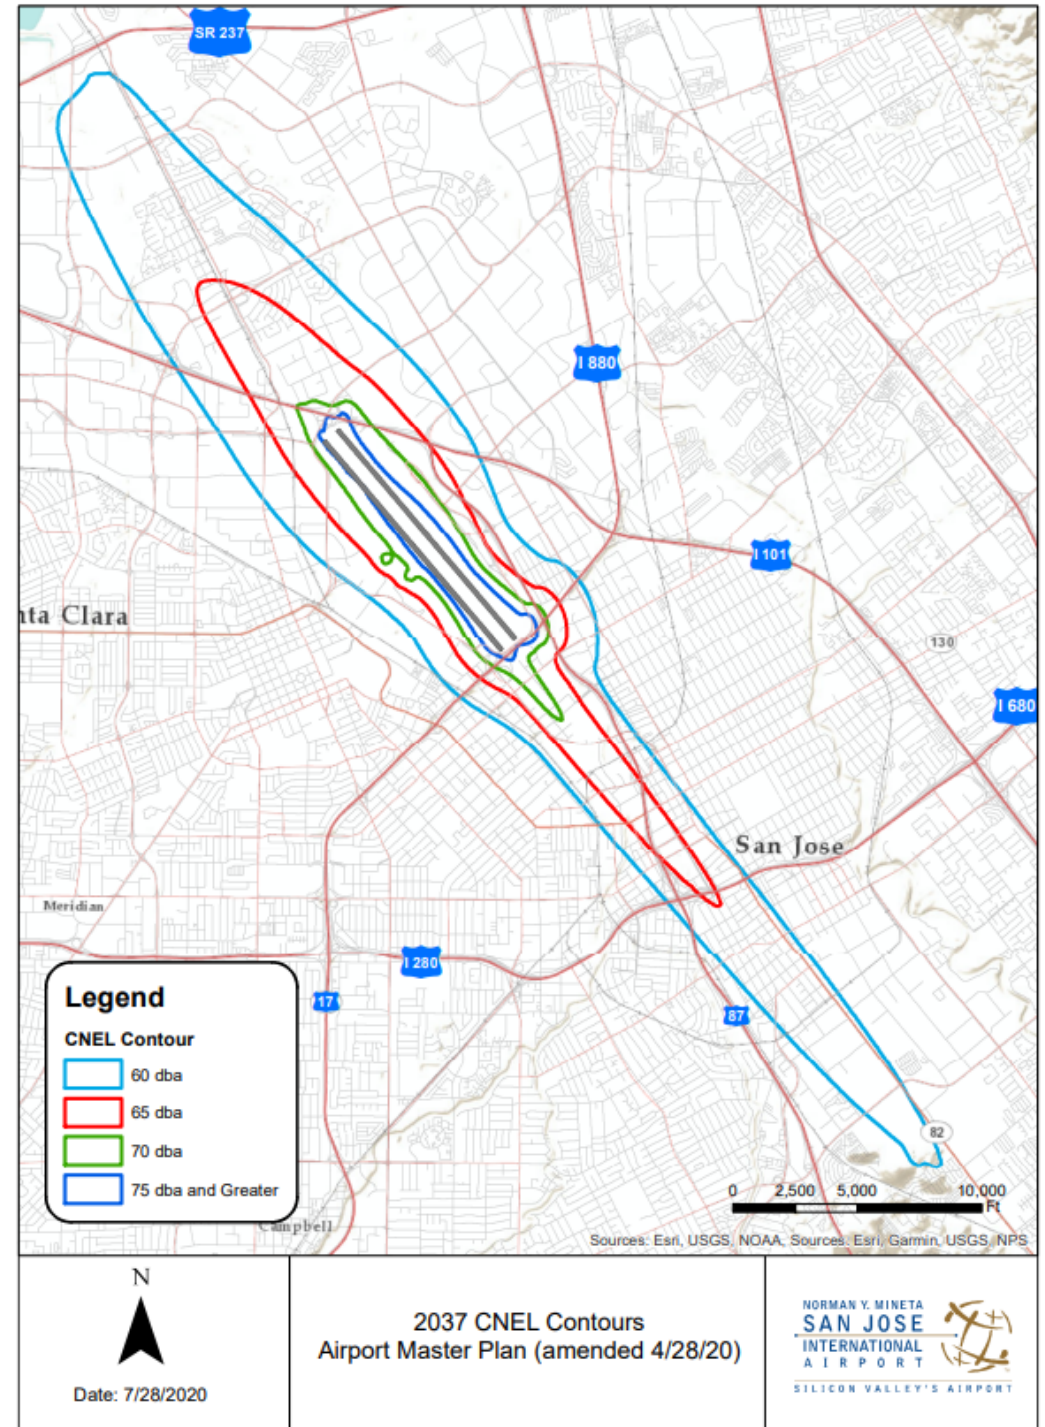 SR 237
I 880
I 101
nta Clara
130
I 680
San Jose
Meridian
I 280
17
87
Legend
CNEL Contour
60 dba
65 dba
70 dba
75 dba and Greater
82
0 2,500 5,000 10,000
Ft
Campbell
Sources: Esri, USGS, NOAA, Sources: Esri, Garmin, USGS, NPS
N
Date: 7/28/2020
2037 CNEL Contours
Airport Master Plan (amended 4/28/20)
NORMAN Y. MINETA
SAN JOSE
INTERNATIONAL
AIRPORT
SILICON VALLEY'S AIRPORT